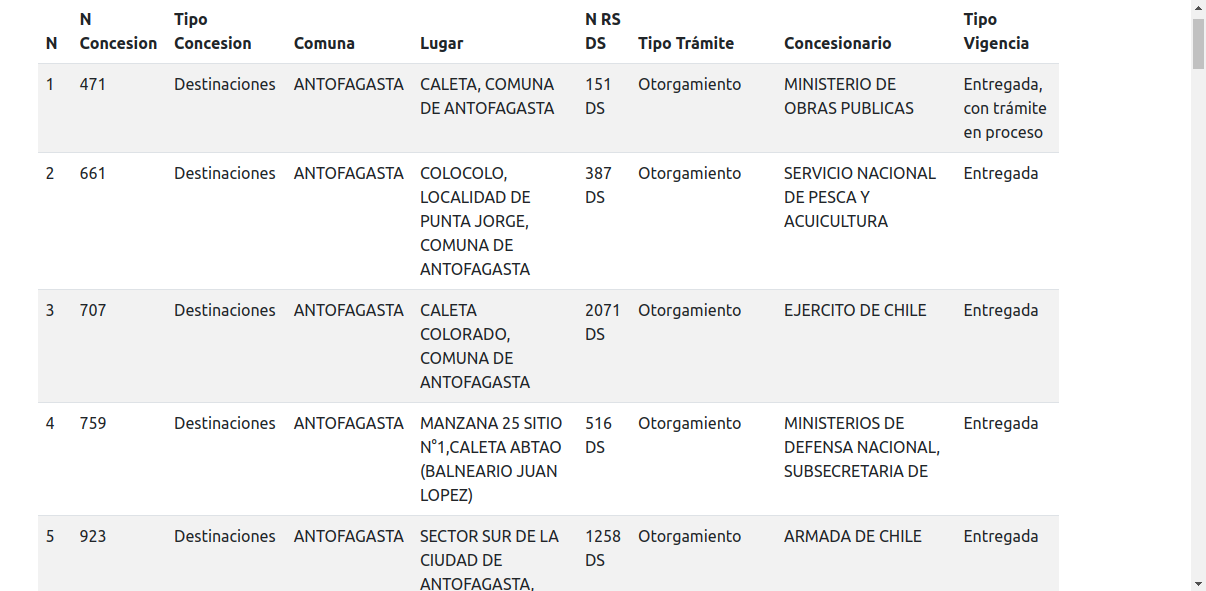 N N Concesion Tipo Concesion Comuna Lugar N RS DS Tipo Trámite Concesionario Tipo Vigencia
1 471 Destinaciones ANTOFAGASTA CALETA, COMUNA 151 Otorgamiento MINISTERIO DE Entregada,
DE ANTOFAGASTA DS OBRAS PUBLICAS con trámite
en proceso
2 661 Destinaciones ANTOFAGASTA COLOCOLO, 387 Otorgamiento SERVICIO NACIONAL Entregada
LOCALIDAD DE DS DE PESCA Y
PUNTA JORGE, ACUICULTURA
COMUNA DE
ANTOFAGASTA
3 707 Destinaciones ANTOFAGASTA CALETA 2071 Otorgamiento EJERCITO DE CHILE Entregada
COLORADO, DS
COMUNA DE
ANTOFAGASTA
4 759 Destinaciones ANTOFAGASTA MANZANA 25 SITIO 516 Otorgamiento MINISTERIOS DE Entregada
N°1,CALETA ABTAO DS DEFENSA NACIONAL,
(BALNEARIO JUAN SUBSECRETARIA DE
LOPEZ)
5 923 Destinaciones ANTOFAGASTA SECTOR SUR DE LA 1258 Otorgamiento ARMADA DE CHILE Entregada
CIUDAD DE DS
ANTOFAGASTA,